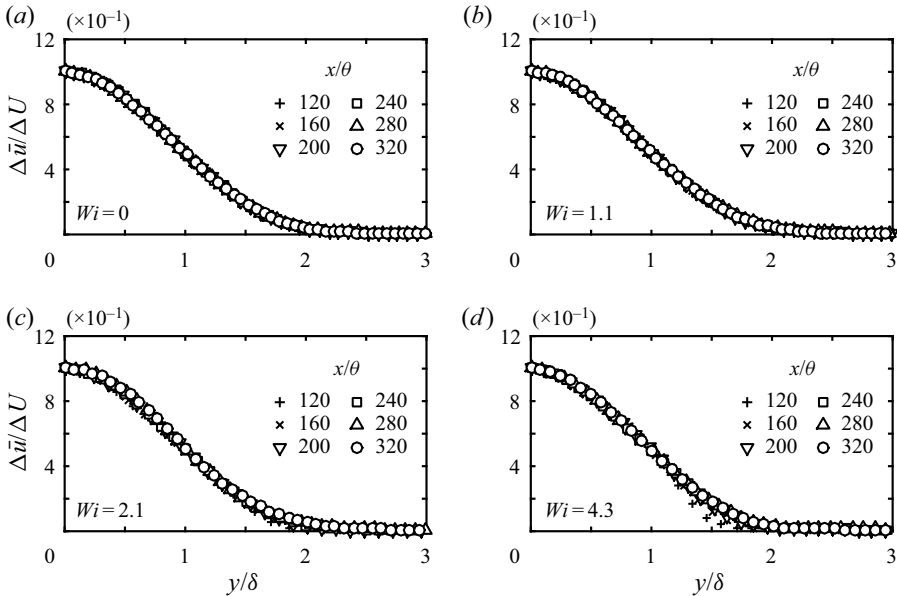 (a) (×10⁻¹)
12
8
4
0 1 2 3
Δū/ΔU
x/θ
+ 120 □ 240
× 160 △ 280
▽ 200 ○ 320
Wi = 0
(b) (×10⁻¹)
12
8
4
0 1 2 3
x/θ
+ 120 □ 240
× 160 △ 280
▽ 200 ○ 320
Wi = 1.1
(c) (×10⁻¹)
12
8
4
0 1 2 3
Δū/ΔU
x/θ
+ 120 □ 240
× 160 △ 280
▽ 200 ○ 320
Wi = 2.1
y/δ
(d) (×10⁻¹)
12
8
4
0 1 2 3
x/θ
+ 120 □ 240
× 160 △ 280
▽ 200 ○ 320
Wi = 4.3
y/δ